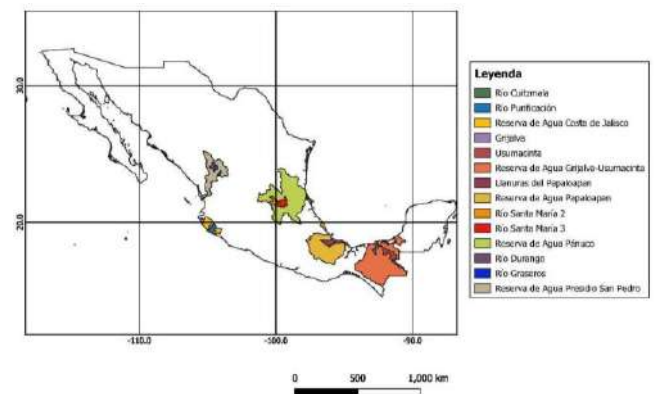 30.0
20.0
-110.0
-100.0
-90.0
Leyenda
Río Cuitzmala
Río Purificación
Reserva de Agua Costa de Jalisco
Grijalva
Usumacinta
Reserva de Agua Grijalva-Usumacinta
Llanuras del Papaloapan
Reserva de Agua Papaloapan
Río Santa María 2
Río Santa María 3
Reserva de Agua Pánuco
Río Durango
Río Graseros
Reserva de Agua Presidio San Pedro
0 500 1,000 km